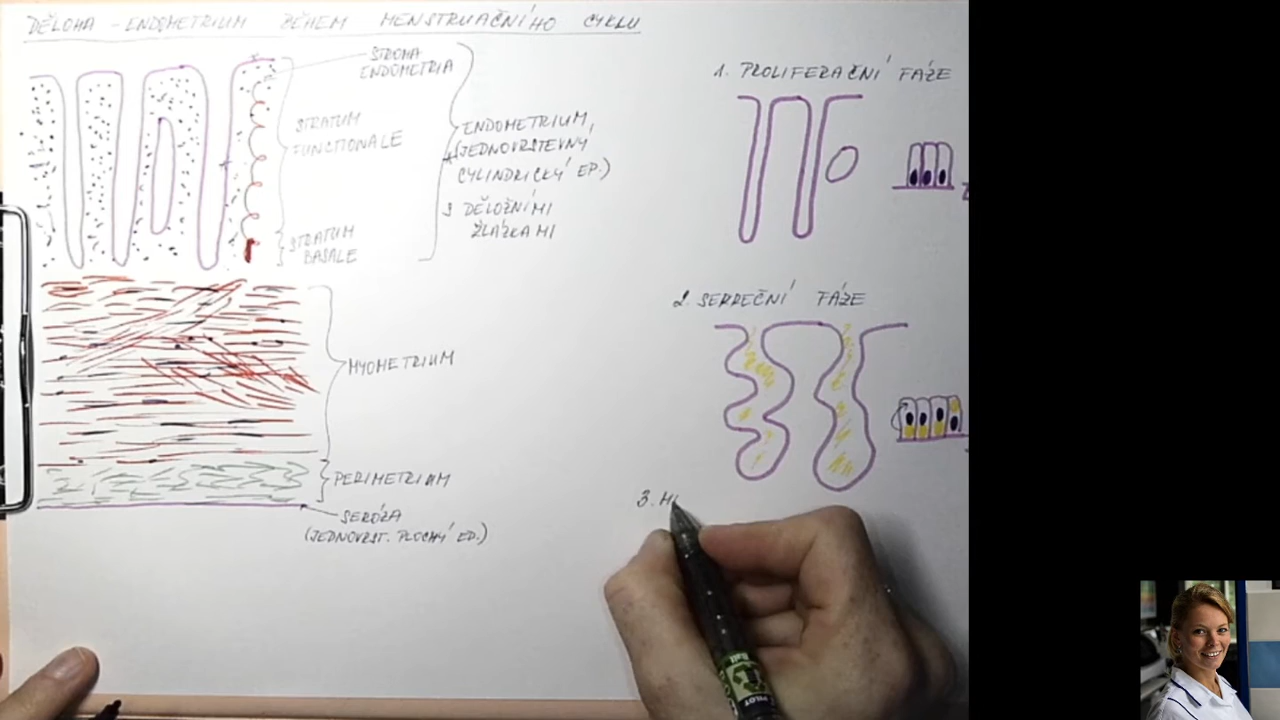 DĚLOHA - ENDOMETRIUM BĚHEM MENSTRUAČNÍHO CYKLU
STROMA
ENDOMETRIA
STRATUM
FUNCTIONALE
STRATUM
BASALE
ENDOMETRIUM
(JEDNOVRSTEVNÝ
CYLINDRICKÝ EP.)
S DĚLOŽNÍMI
ŽLÁZKAMI
MYOMETRIUM
PERIMETRIUM
SERÓZA
(JEDNOVRST. PLOCHÝ EP.)
1. PROLIFERAČNÍ FÁZE
2. SEKREČNÍ FÁZE
3. M
PILOT